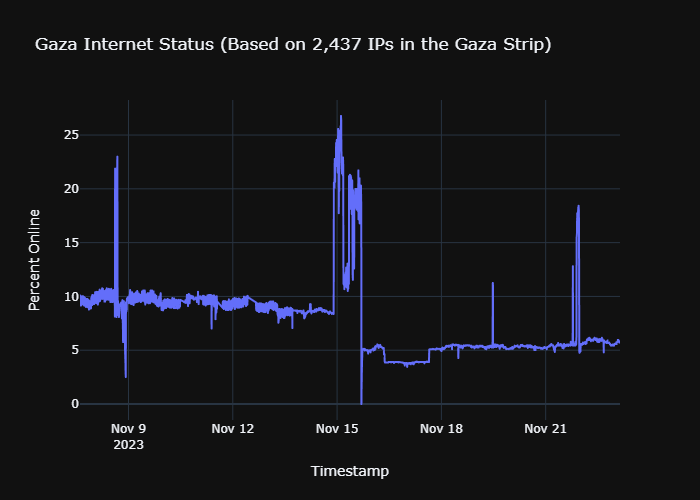 Gaza Internet Status (Based on 2,437 IPs in the Gaza Strip)
Percent Online
25
20
15
10
5
0
Nov 9
2023
Nov 12
Nov 15
Nov 18
Nov 21
Timestamp